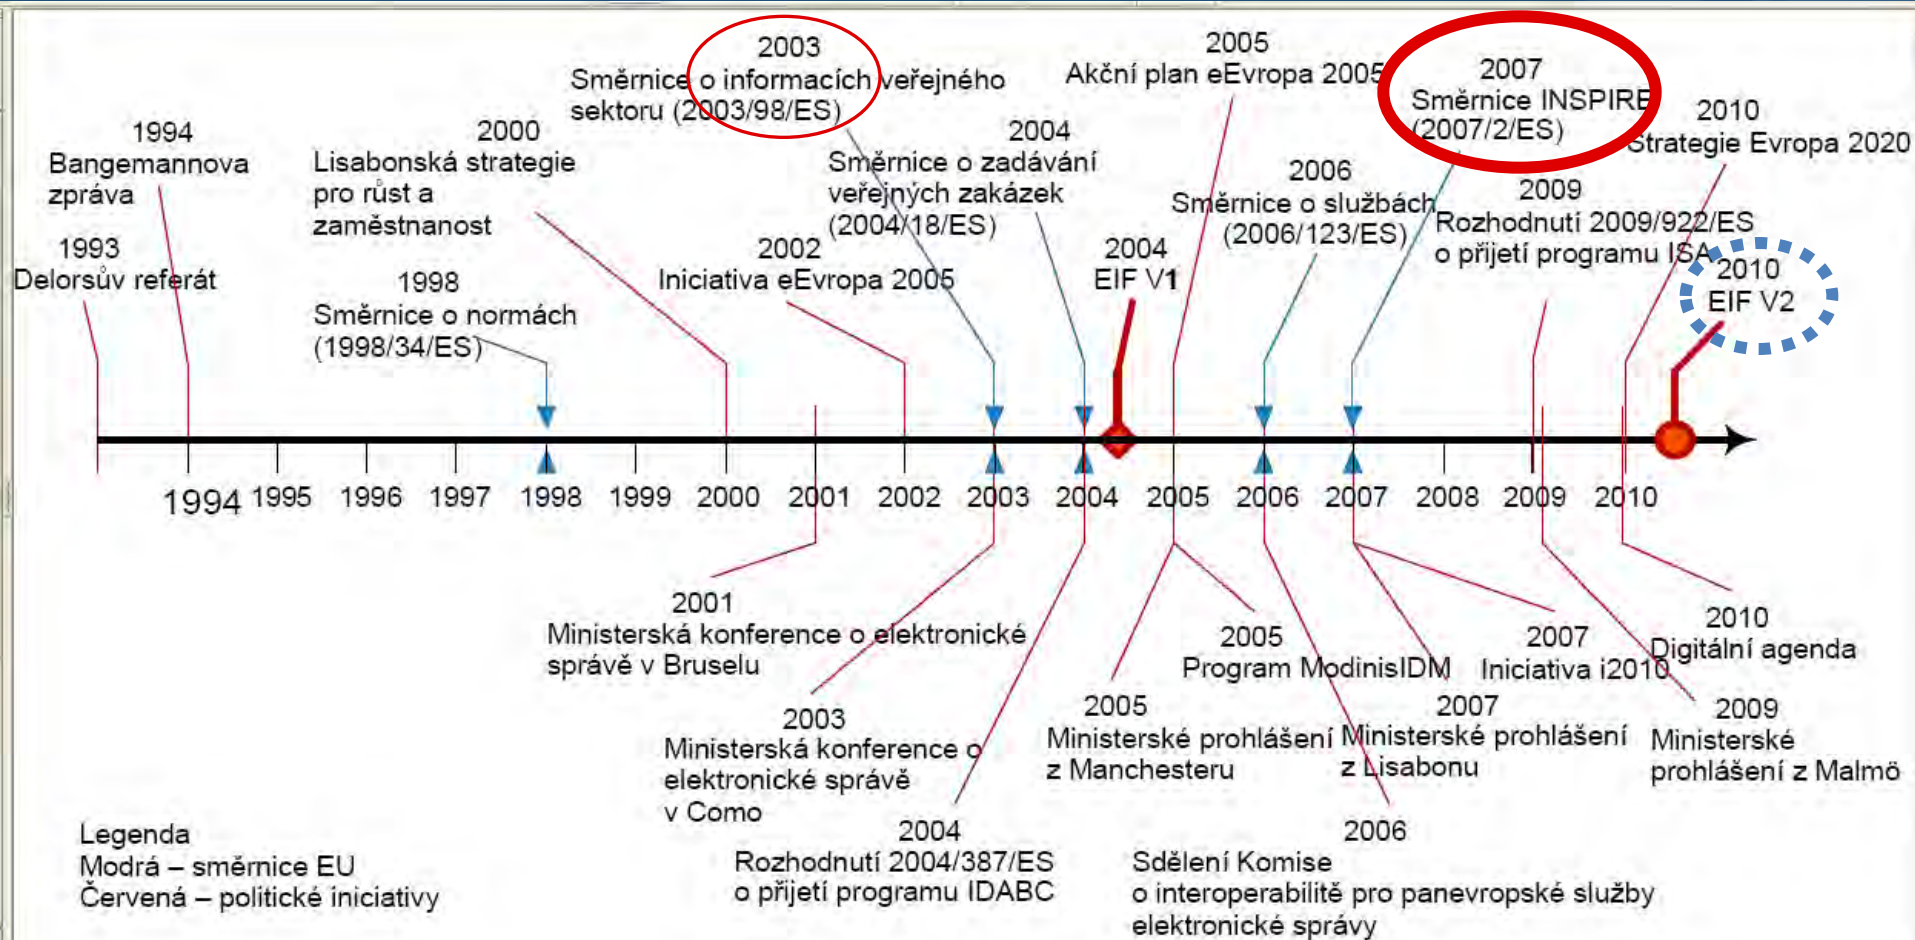 2003
Směrnice o informacích veřejného
sektoru (2003/98/ES)
2005
Akční plan eEvropa 2005
2007
Směrnice INSPIRE
(2007/2/ES)
2010
Strategie Evropa 2020
1994
Bangemannova
zpráva
2000
Lisabonská strategie
pro růst a
zaměstnanost
2004
Směrnice o zadávání
veřejných zakázek
(2004/18/ES)
2006
Směrnice o službách
(2006/123/ES)
2009
Rozhodnutí 2009/922/ES
o přijetí programu ISA
1993
Delorsův referát
1998
Směrnice o normách
(1998/34/ES)
2002
Iniciativa eEvropa 2005
2004
EIF V1
2010
EIF V2
1994 1995 1996 1997 1998 1999 2000 2001 2002 2003 2004 2005 2006 2007 2008 2009 2010
2001
Ministerská konference o elektronické
správě v Bruselu
2003
Ministerská konference o
elektronické správě
v Como
2004
Rozhodnutí 2004/387/ES
o přijetí programu IDABC
2005
Program ModinisIDM
2005
Ministerské prohlášení
z Manchesteru
2007
Iniciativa i2010
2007
Ministerské prohlášení
z Lisabonu
2010
Digitální agenda
2009
Ministerské
prohlášení z Malmö
2006
Sdělení Komise
o interoperabilitě pro panevropské služby
elektronické správy
Legenda
Modrá – směrnice EU
Červená – politické iniciativy